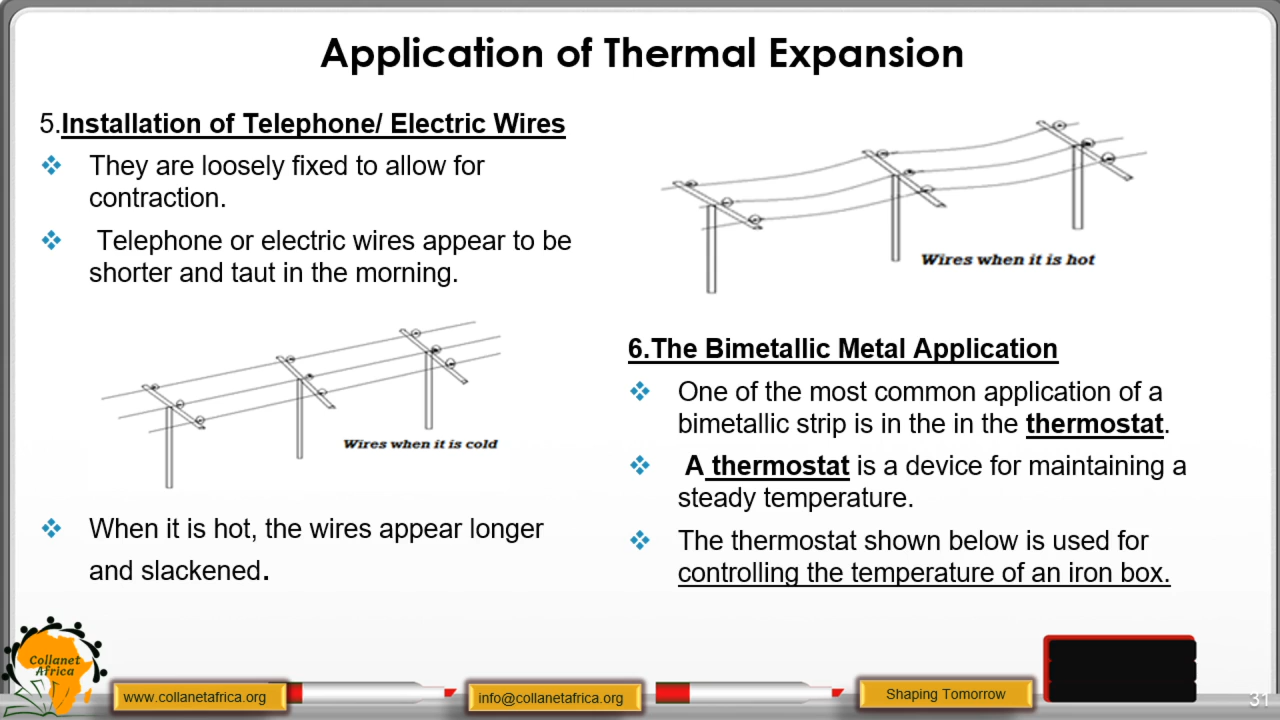 Application of Thermal Expansion
5.Installation of Telephone/ Electric Wires
They are loosely fixed to allow for
contraction.
Telephone or electric wires appear to be
shorter and taut in the morning.
Wires when it is cold
When it is hot, the wires appear longer
and slackened.
Wires when it is hot
6.The Bimetallic Metal Application
One of the most common application of a
bimetallic strip is in the in the thermostat.
A thermostat is a device for maintaining a
steady temperature.
The thermostat shown below is used for
controlling the temperature of an iron box.
Collanet
Africa
www.collanetafrica.org
info@collanetafrica.org
Shaping Tomorrow
31